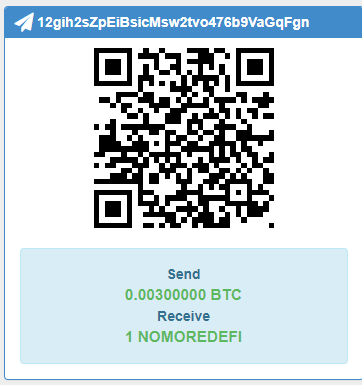 12gih2sZpEiBsicMsw2tvo476b9VaGqFgn
Send
0.00300000 BTC
Receive
1 NOMOREDEFI